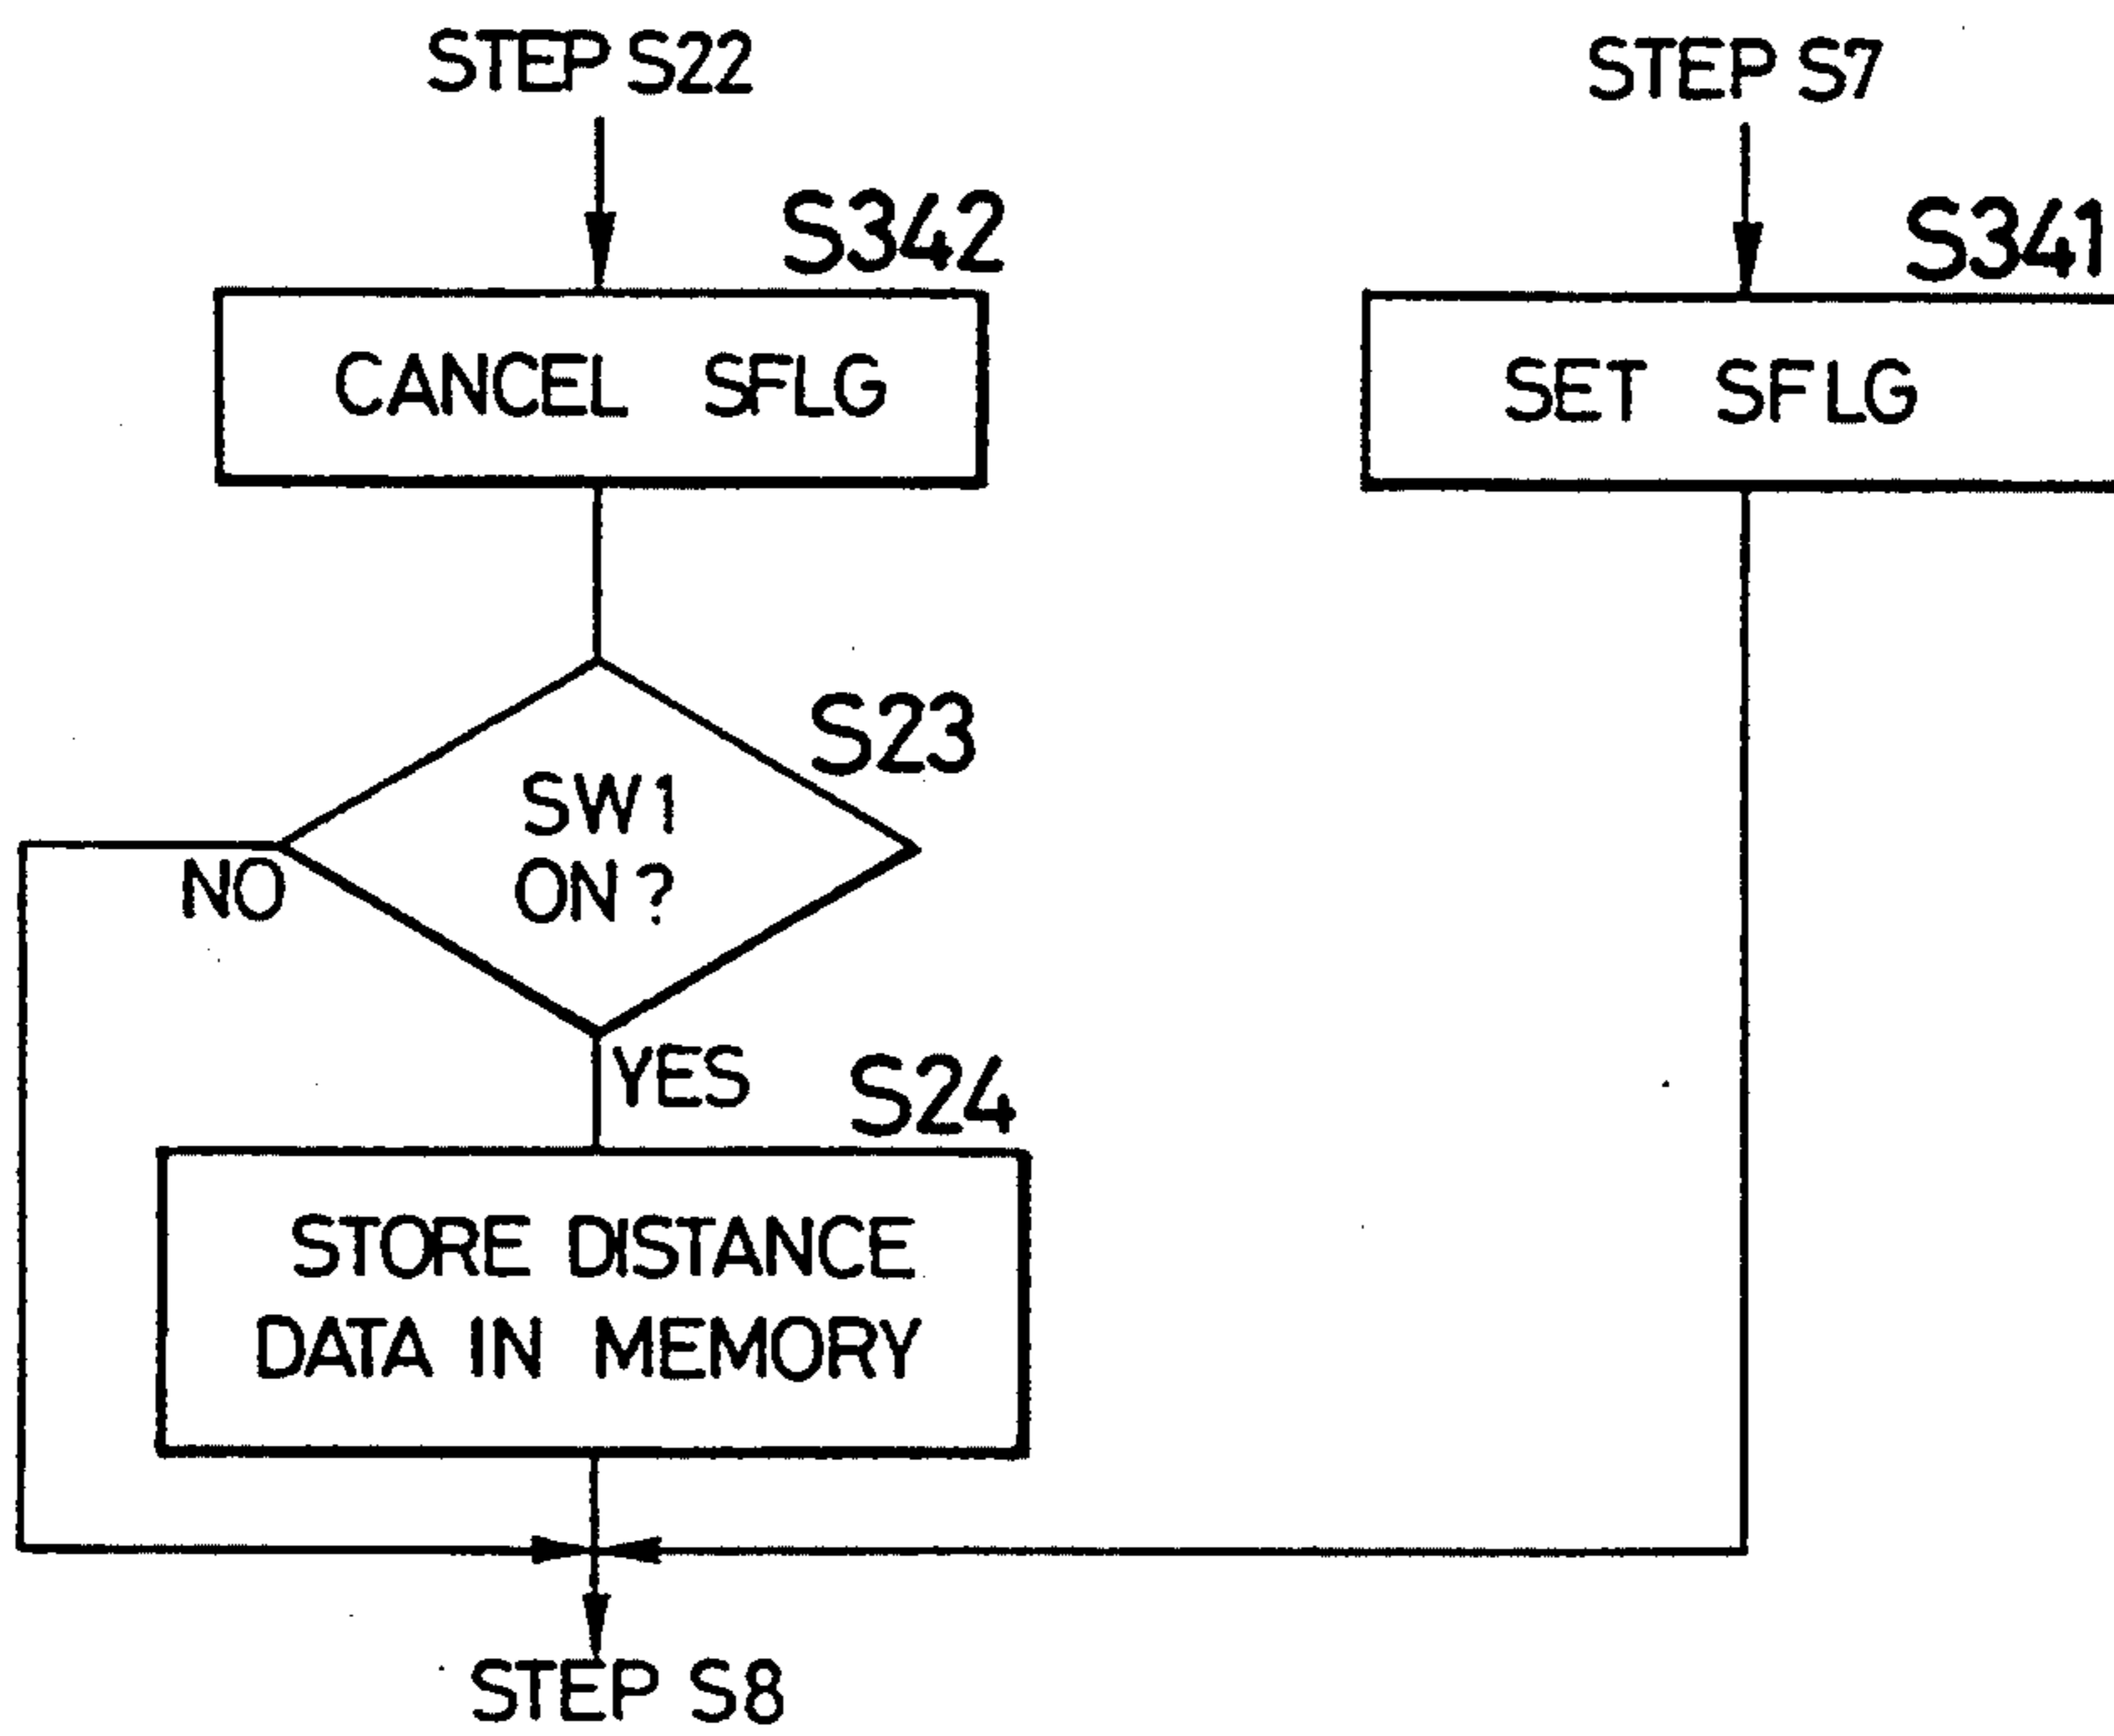 STEP S22
STEP S7
S342
S341
CANCEL SFLG
SET SFLG
S23
SW1
ON?
NO
YES
S24
STORE DISTANCE
DATA IN MEMORY
STEP S8